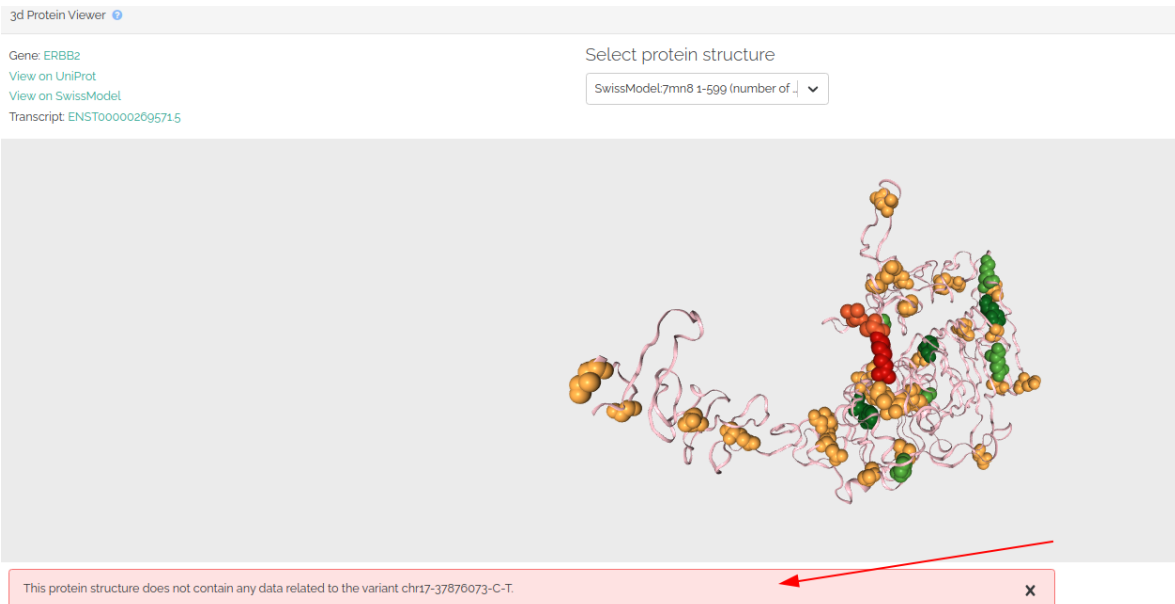 3d Protein Viewer
Gene: ERBB2
View on UniProt
View on SwissModel
Transcript: ENST00000269571.5
Select protein structure
SwissModel:7mn8 1-599 (number of ..
This protein structure does not contain any data related to the variant chr17-37876073-C-T.